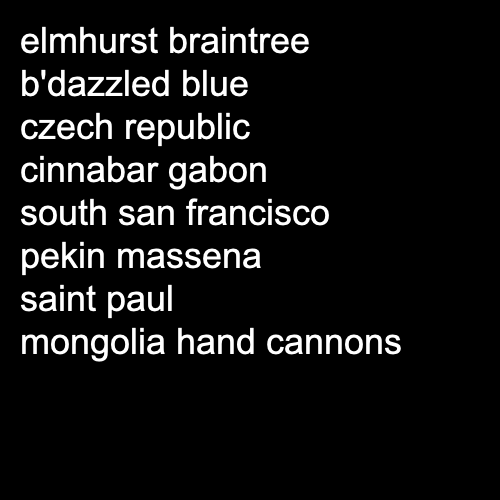 elmhurst braintree
b'dazzled blue
czech republic
cinnabar gabon
south san francisco
pekin massena
saint paul
mongolia hand cannons